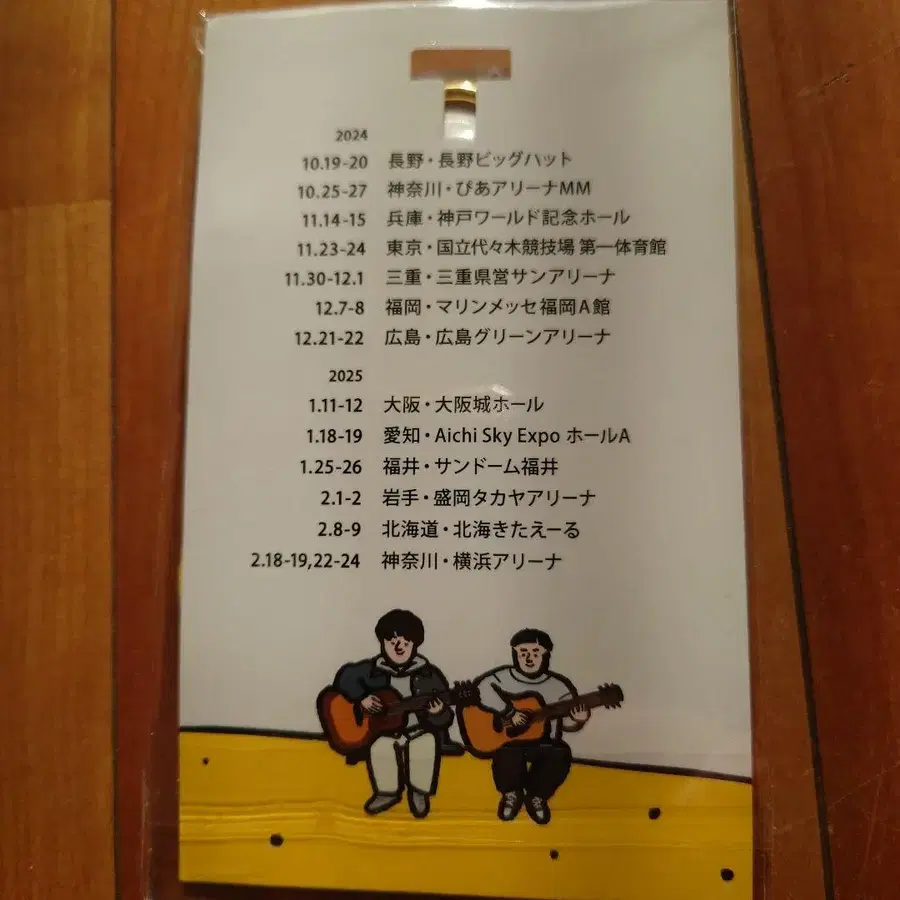 2024
10.19-20 長野・長野ビッグハット
10.25-27 神奈川・ぴあアリーナMM
11.14-15 兵庫・神戸ワールド記念ホール
11.23-24 東京・国立代々木競技場 第一体育館
11.30-12.1 三重・三重県営サンアリーナ
12.7-8 福岡・マリンメッセ福岡A館
12.21-22 広島・広島グリーンアリーナ
2025
1.11-12 大阪・大阪城ホール
1.18-19 愛知・Aichi Sky Expo ホールA
1.25-26 福井・サンドーム福井
2.1-2 岩手・盛岡タカヤアリーナ
2.8-9 北海道・北海きたえーる
2.18-19,22-24 神奈川・横浜アリーナ